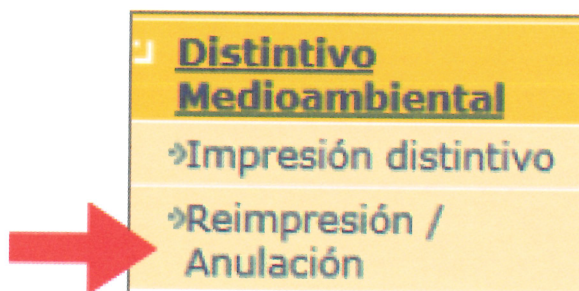 Distintivo
Medioambiental
Impresión distintivo
Reimpresión /
Anulación